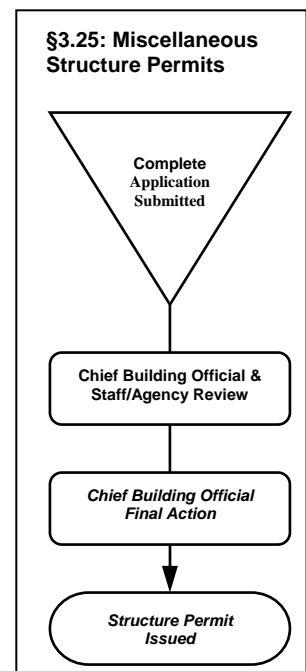 §3.25: Miscellaneous
Structure Permits
Complete
Application
Submitted
Chief Building Official &
Staff/Agency Review
Chief Building Official
Final Action
Structure Permit
Issued